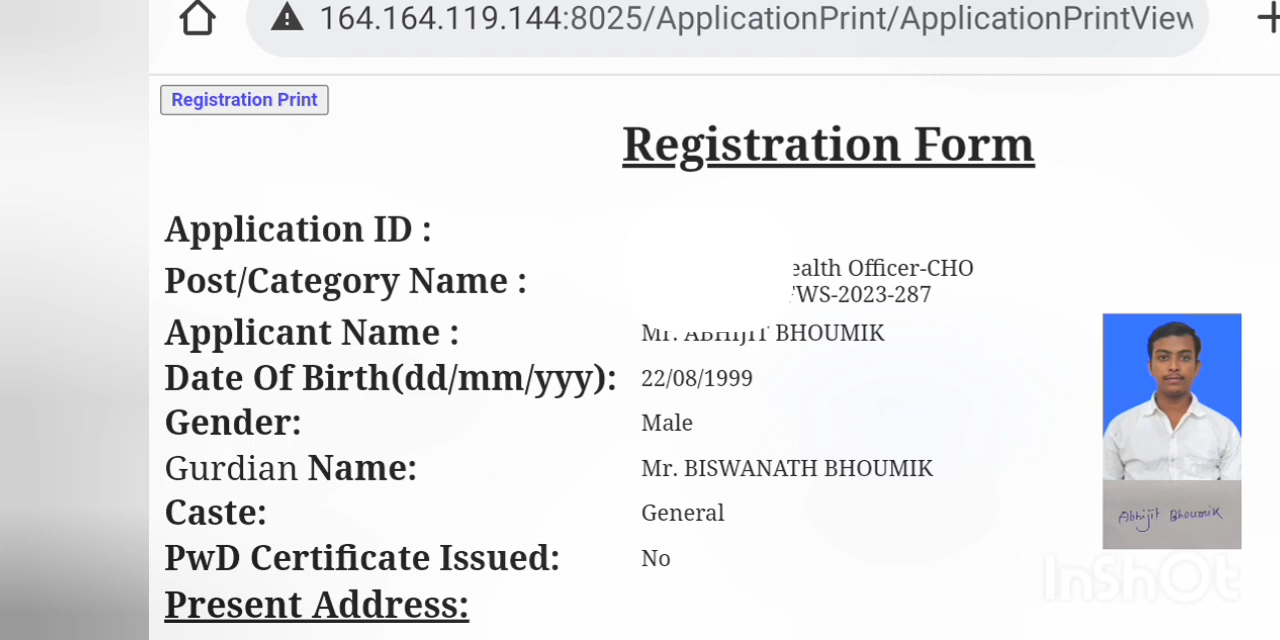 164.164.119.144:8025/ApplicationPrint/ApplicationPrintView
Registration Print
Registration Form
Application ID :
Post/Category Name : ealth Officer-CHO
WS-2023-287
Applicant Name : Mr. ABHIJIT BHOUMIK
Date Of Birth(dd/mm/yyy): 22/08/1999
Gender: Male
Gurdian Name: Mr. BISWANATH BHOUMIK
Caste: General
Abhijit Bhoumik
PwD Certificate Issued: No
InShOt
Present Address: